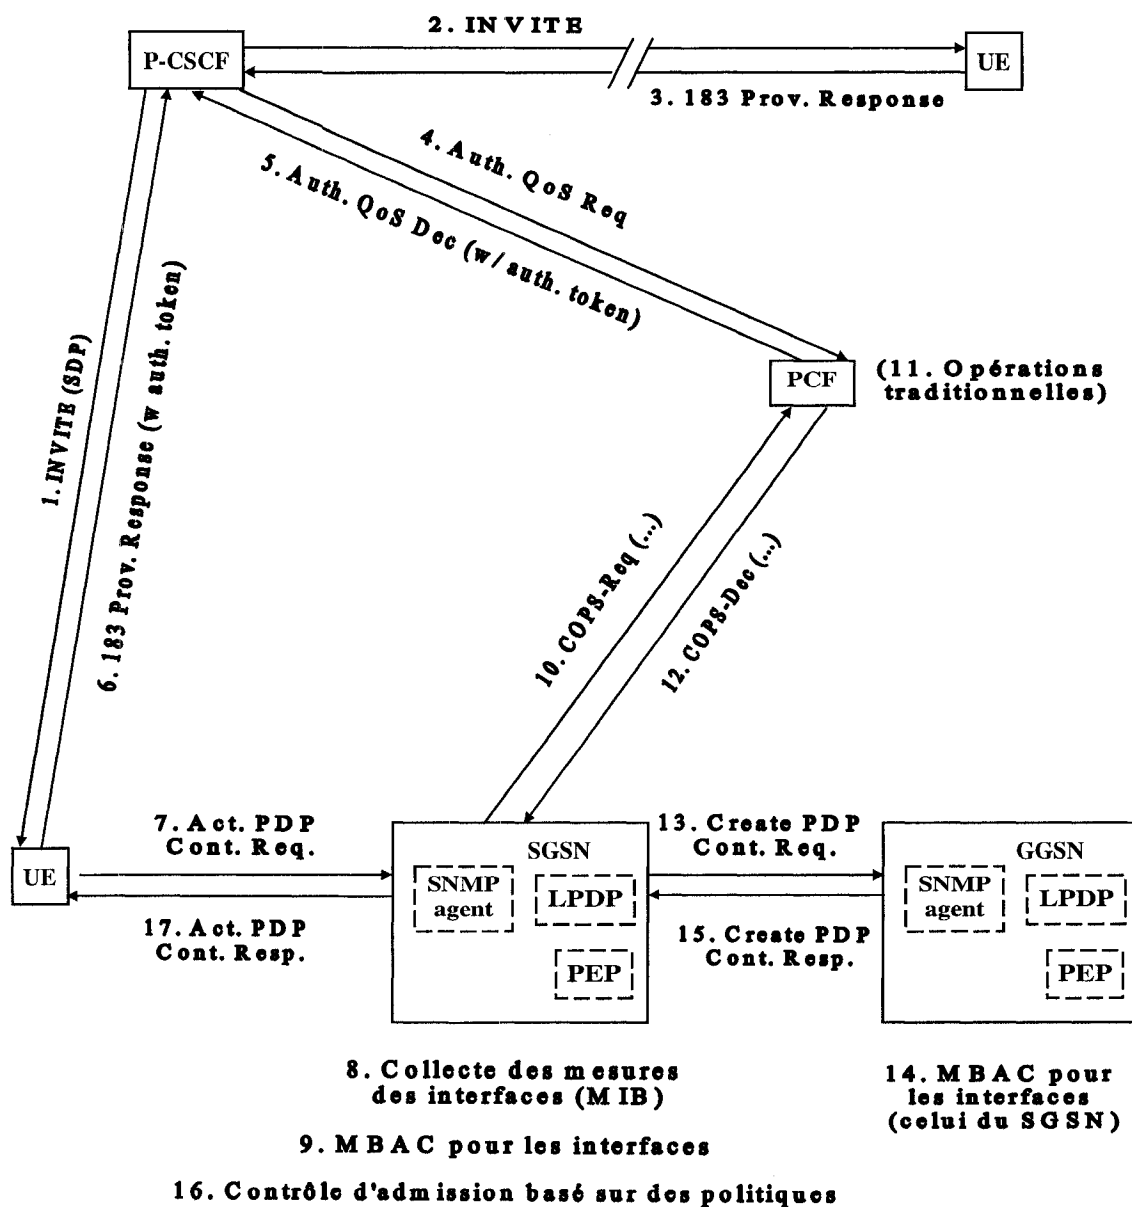 2. INVITE
P-CSCF
UE
3. 183 Prov. Response
4. Auth. QoS Req
5. Auth. QoS Dec (w/ auth. token)
PCF
(11. Opérations
traditionnelles)
1. INVITE (SDP)
6. 183 Prov. Response (w auth. token)
10. COPS-Req (...)
12. COPS-Dec (...)
7. Act. PDP
Cont. Req.
UE
17. Act. PDP
Cont. Resp.
SGSN
SNMP
agent
LPDP
PEP
13. Create PDP
Cont. Req.
15. Create PDP
Cont. Resp.
GGSN
SNMP
agent
LPDP
PEP
8. Collecte des mesures
des interfaces (MIB)
14. MBAC pour
les interfaces
(celui du SGSN)
9. MBAC pour les interfaces
16. Contrôle d'admission basé sur des politiques